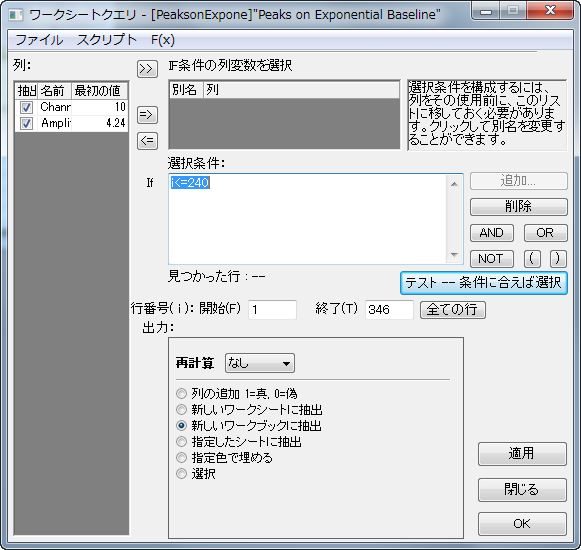 ワークシートクエリ - [PeaksonExpone]"Peaks on Exponential Baseline"
ファイル スクリプト F(x)
列:
抽出 名前 最初の値
Chann 10
Ampli 4.24
>>
=>
<=
IF条件の列変数を選択
別名 列
選択条件を構成するには、
列をその使用前に、このリス
トに移しておく必要がありま
す。クリックして別名を変更す
ることができます。
選択条件:
If
i<=240
追加...
削除
AND OR
NOT ( )
見つかった行 : --
テスト -- 条件に合えば選択
行番号(i): 開始(F) 1 終了(T) 346 全ての行
出力:
再計算 なし
列の追加 1=真, 0=偽
新しいワークシートに抽出
新しいワークブックに抽出
指定したシートに抽出
指定色で埋める
選択
適用
閉じる
OK